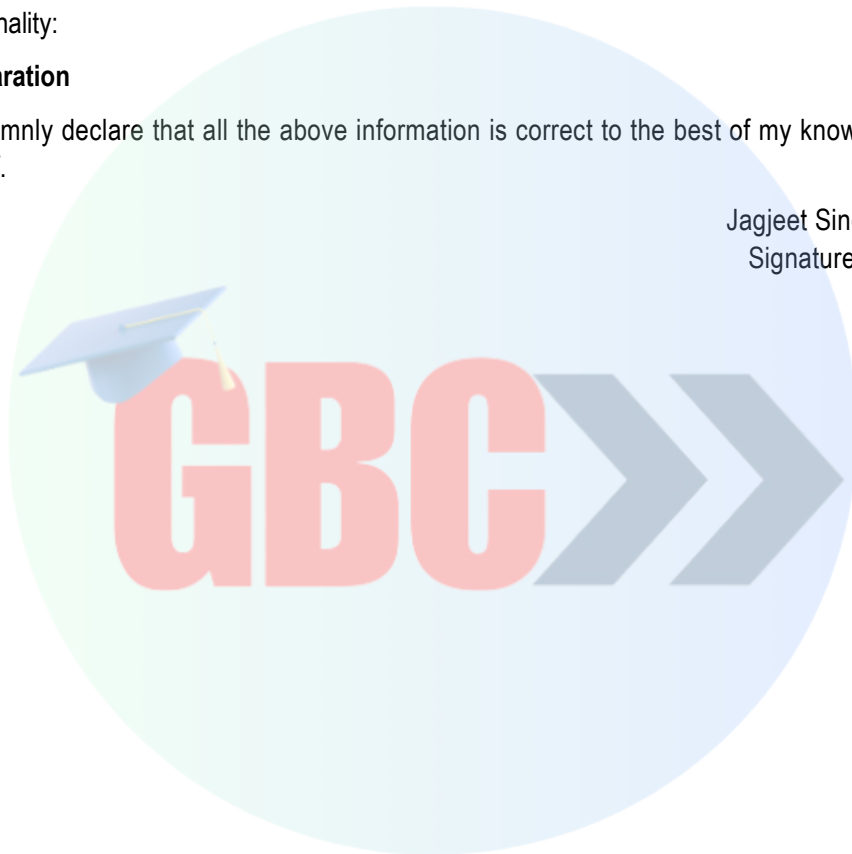 nality:
aration
mnly declare that all the above information is correct to the best of my know
.
Jagjeet Sin
Signature
GBC